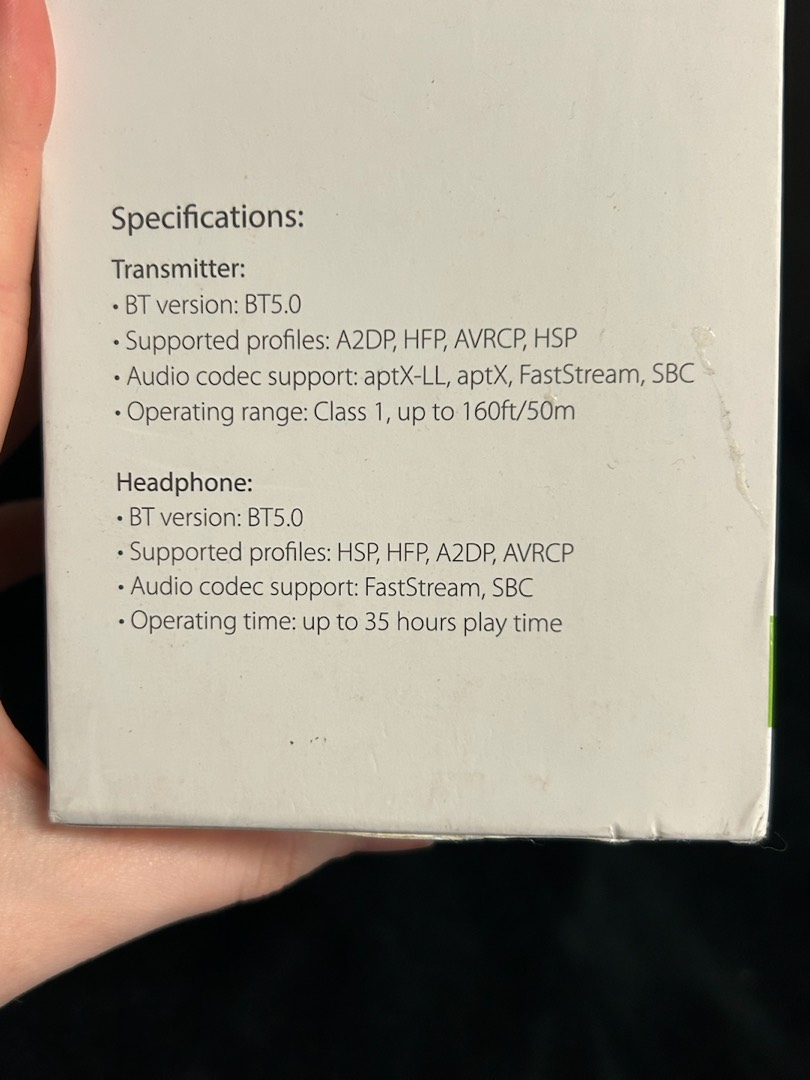 Specifications:
Transmitter:
• BT version: BT5.0
• Supported profiles: A2DP, HFP, AVRCP, HSP
• Audio codec support: aptX-LL, aptX, FastStream, SBC
• Operating range: Class 1, up to 160ft/50m
Headphone:
• BT version: BT5.0
• Supported profiles: HSP, HFP, A2DP, AVRCP
• Audio codec support: FastStream, SBC
• Operating time: up to 35 hours play time